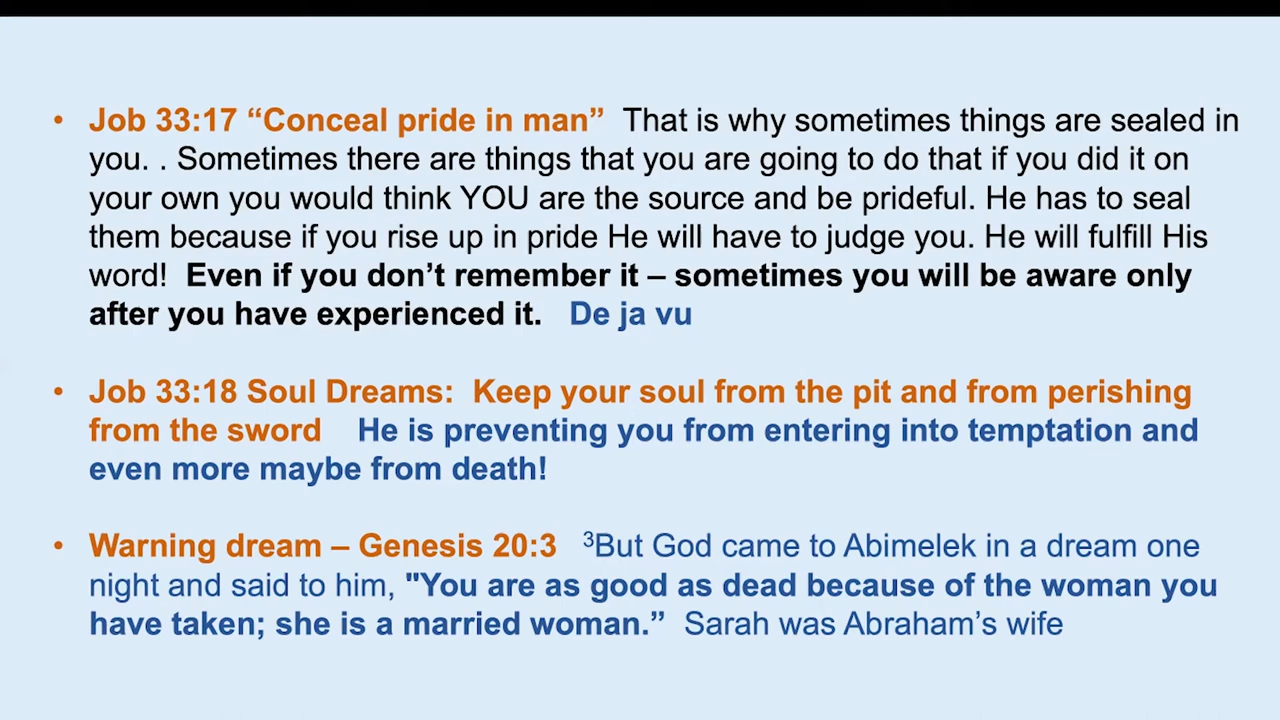 • Job 33:17 “Conceal pride in man”  That is why sometimes things are sealed in
you. . Sometimes there are things that you are going to do that if you did it on
your own you would think YOU are the source and be prideful. He has to seal
them because if you rise up in pride He will have to judge you. He will fulfill His
word!  Even if you don’t remember it – sometimes you will be aware only
after you have experienced it.   De ja vu
• Job 33:18 Soul Dreams:  Keep your soul from the pit and from perishing
from the sword    He is preventing you from entering into temptation and
even more maybe from death!
• Warning dream – Genesis 20:3   ³But God came to Abimelek in a dream one
night and said to him, "You are as good as dead because of the woman you
have taken; she is a married woman.”  Sarah was Abraham’s wife